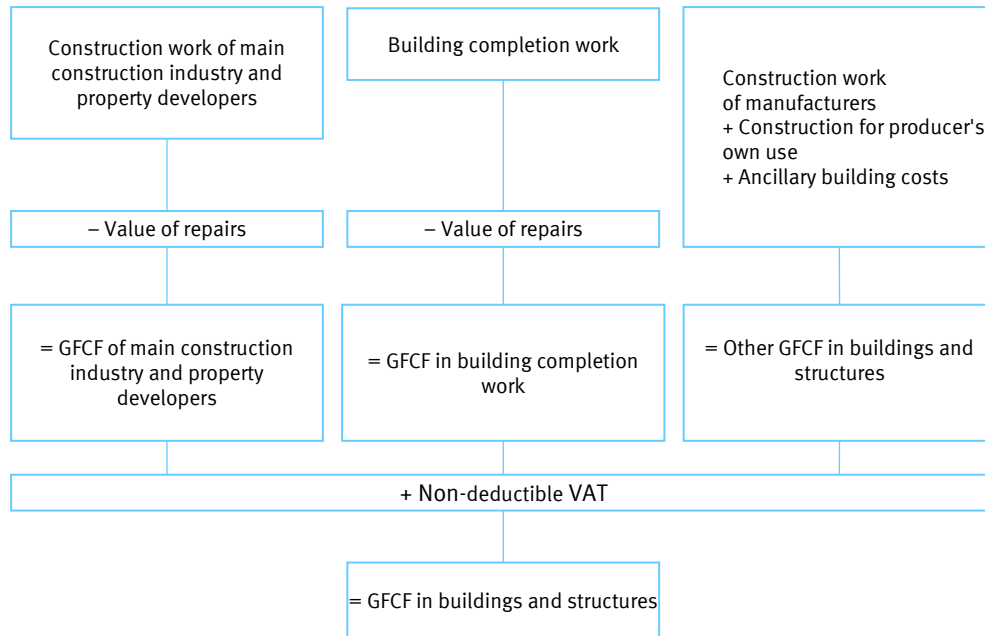 Construction work of main
construction industry and
property developers
Building completion work
Construction work
of manufacturers
+ Construction for producer's
own use
+ Ancillary building costs
– Value of repairs
– Value of repairs
= GFCF of main construction
industry and property
developers
= GFCF in building completion
work
= Other GFCF in buildings and
structures
+ Non-deductible VAT
= GFCF in buildings and structures